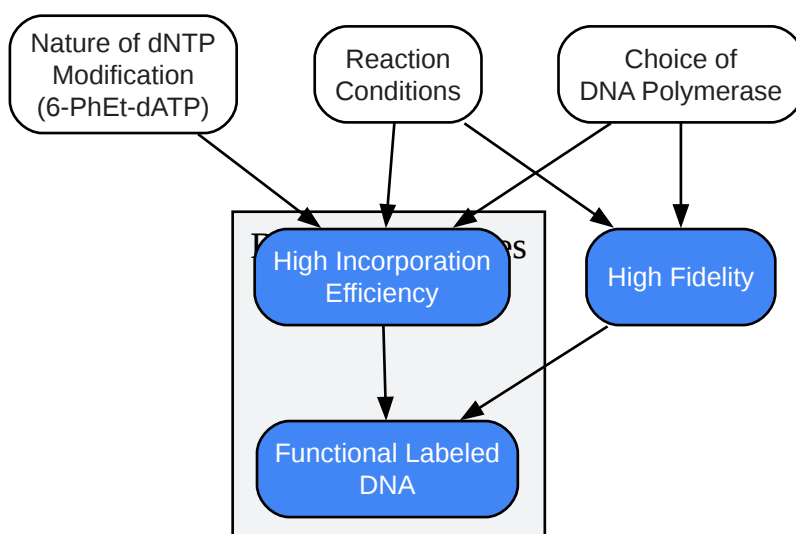 Nature of dNTP
Modification
(6-PhEt-dATP)
Reaction
Conditions
Choice of
DNA Polymerase
High Incorporation
Efficiency
High Fidelity
Functional Labeled
DNA